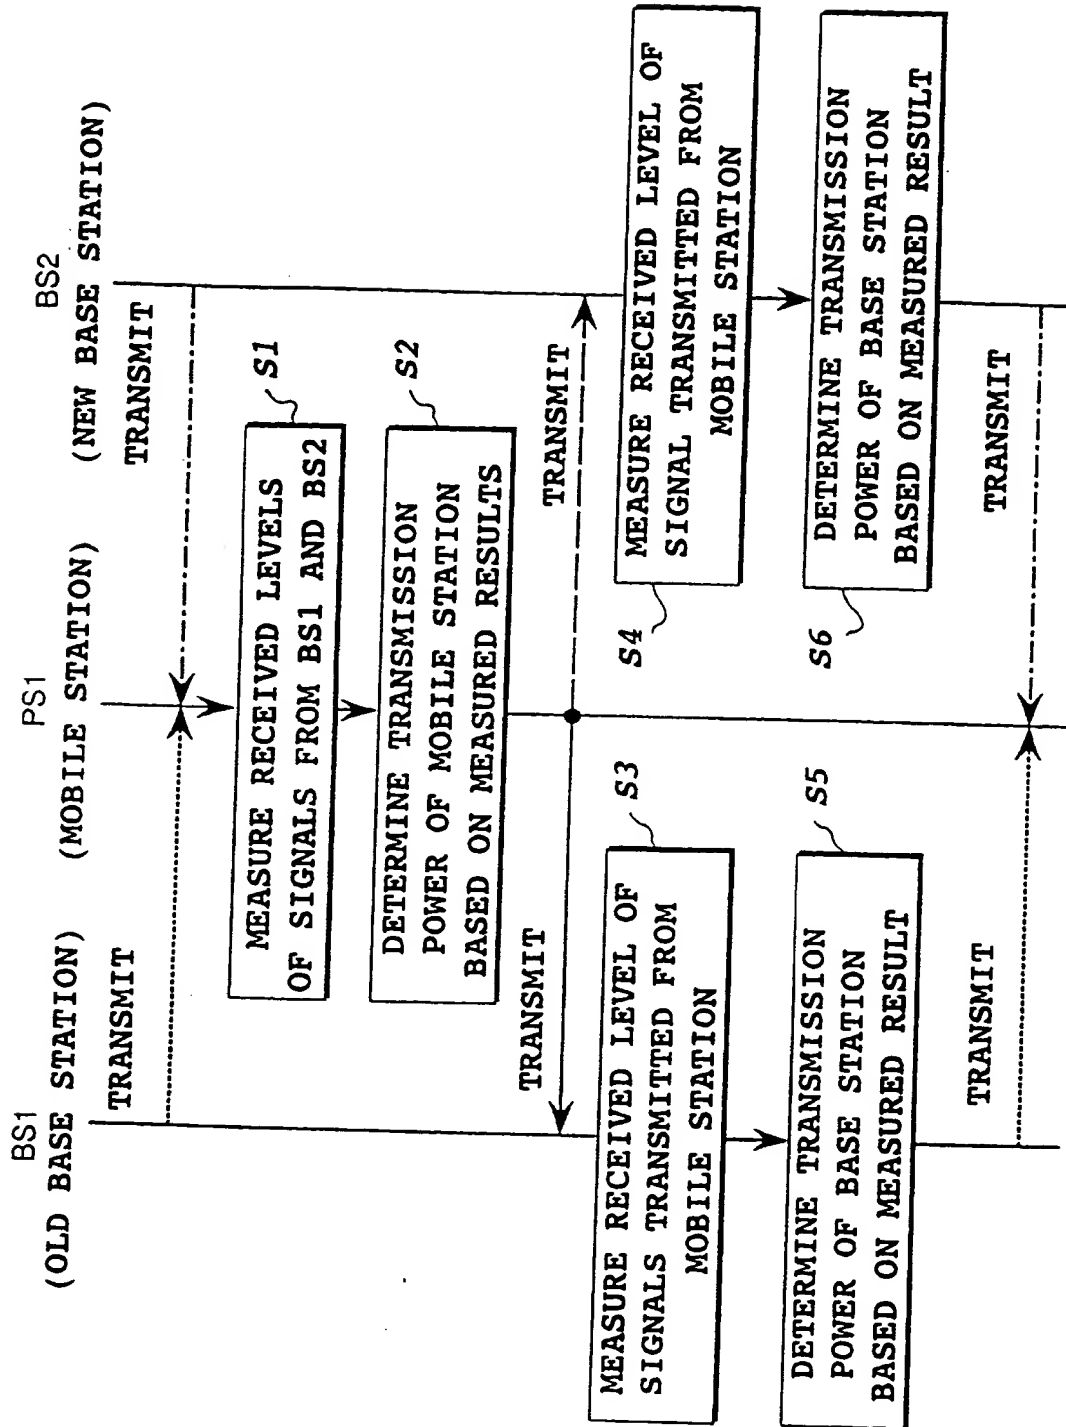 BS1
(OLD BASE STATION)
PS1
(MOBILE STATION)
BS2
(NEW BASE STATION)
TRANSMIT
TRANSMIT
MEASURE RECEIVED LEVELS
OF SIGNALS FROM BS1 AND BS2
S1
DETERMINE TRANSMISSION
POWER OF MOBILE STATION
BASED ON MEASURED RESULTS
S2
TRANSMIT
TRANSMIT
MEASURE RECEIVED LEVEL OF
SIGNALS TRANSMITTED FROM
MOBILE STATION
S3
MEASURE RECEIVED LEVEL OF
SIGNAL TRANSMITTED FROM
MOBILE STATION
S4
DETERMINE TRANSMISSION
POWER OF BASE STATION
BASED ON MEASURED RESULT
S5
DETERMINE TRANSMISSION
POWER OF BASE STATION
BASED ON MEASURED RESULT
S6
TRANSMIT
TRANSMIT